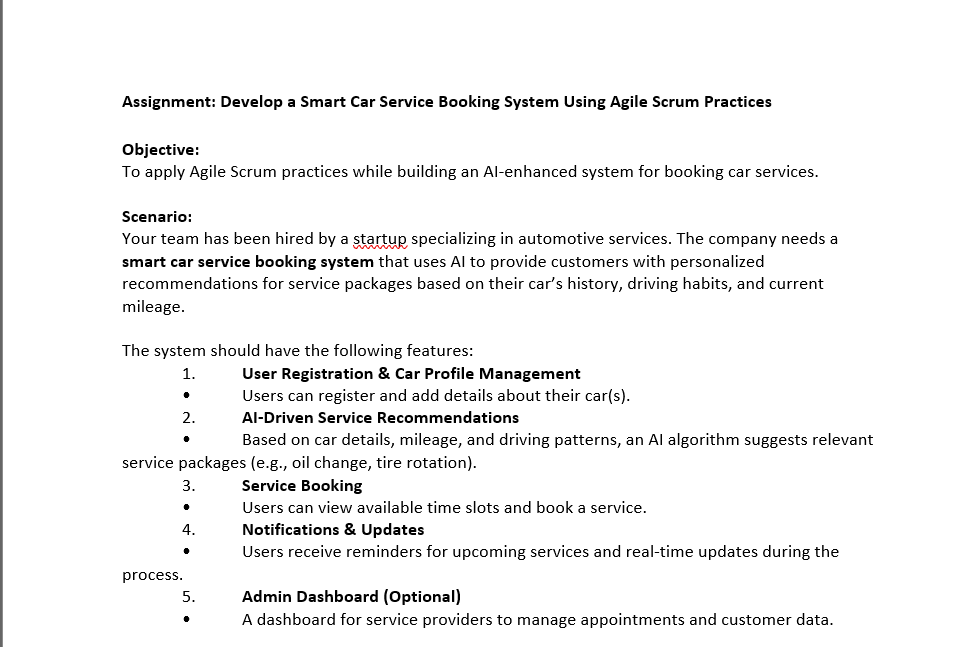 Assignment: Develop a Smart Car Service Booking System Using Agile Scrum Practices
Objective:
To apply Agile Scrum practices while building an AI-enhanced system for booking car services.
Scenario:
Your team has been hired by a startup specializing in automotive services. The company needs a
smart car service booking system that uses AI to provide customers with personalized
recommendations for service packages based on their car’s history, driving habits, and current
mileage.
The system should have the following features:
1. User Registration & Car Profile Management
• Users can register and add details about their car(s).
2. AI-Driven Service Recommendations
• Based on car details, mileage, and driving patterns, an AI algorithm suggests relevant
service packages (e.g., oil change, tire rotation).
3. Service Booking
• Users can view available time slots and book a service.
4. Notifications & Updates
• Users receive reminders for upcoming services and real-time updates during the
process.
5. Admin Dashboard (Optional)
• A dashboard for service providers to manage appointments and customer data.